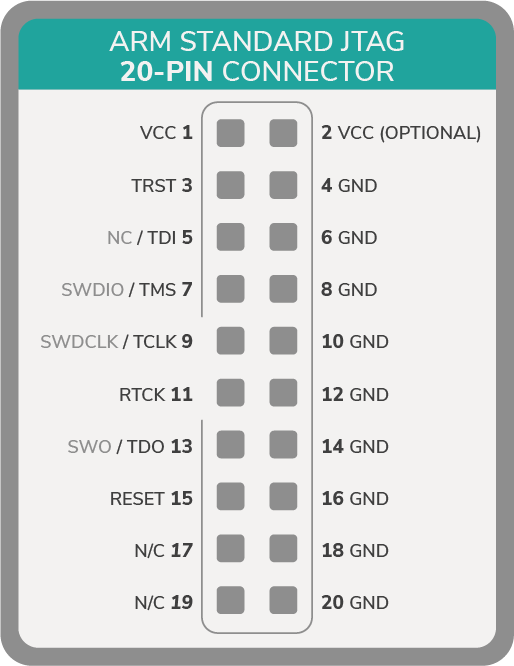 ARM STANDARD JTAG
20-PIN CONNECTOR
VCC 1 2 VCC (OPTIONAL)
TRST 3 4 GND
NC / TDI 5 6 GND
SWDIO / TMS 7 8 GND
SWDCLK / TCLK 9 10 GND
RTCK 11 12 GND
SWO / TDO 13 14 GND
RESET 15 16 GND
N/C 17 18 GND
N/C 19 20 GND